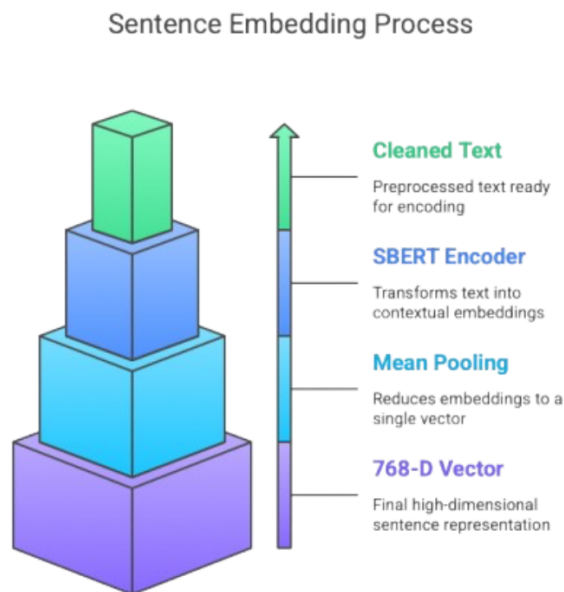 Sentence Embedding Process
Cleaned Text
Preprocessed text ready
for encoding
SBERT Encoder
Transforms text into
contextual embeddings
Mean Pooling
Reduces embeddings to a
single vector
768-D Vector
Final high-dimensional
sentence representation